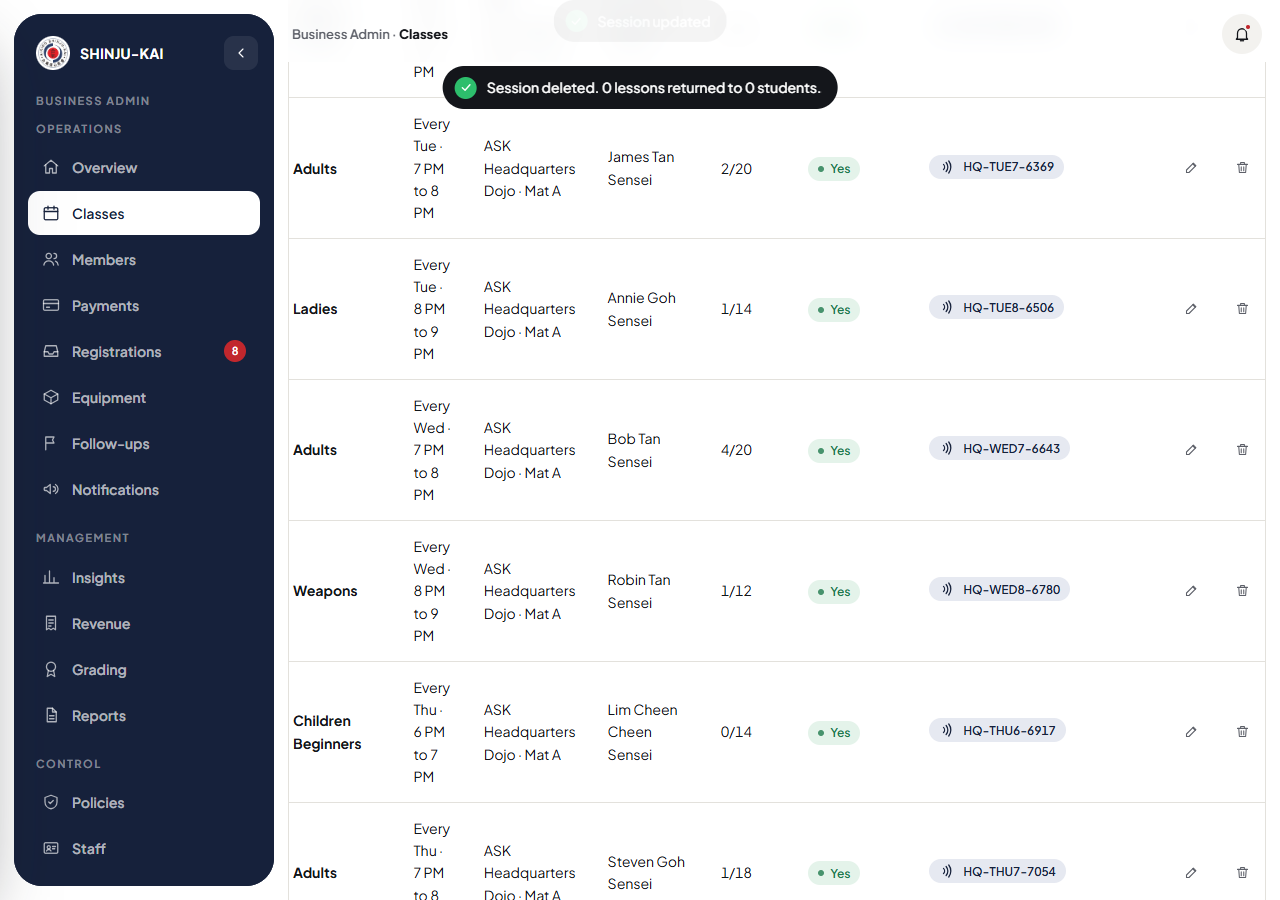 SHINJU-KAI
BUSINESS ADMIN
OPERATIONS
Overview
Classes
Members
Payments
Registrations 8
Equipment
Follow-ups
Notifications
MANAGEMENT
Insights
Revenue
Grading
Reports
CONTROL
Policies
Staff
Session updated
Business Admin · Classes
Session deleted. 0 lessons returned to 0 students.
PM
Adults
Every
Tue ·
7 PM
to 8
PM
ASK
Headquarters
Dojo · Mat A
James Tan
Sensei
2/20
Yes
HQ-TUE7-6369
Ladies
Every
Tue ·
8 PM
to 9
PM
ASK
Headquarters
Dojo · Mat A
Annie Goh
Sensei
1/14
Yes
HQ-TUE8-6506
Adults
Every
Wed ·
7 PM
to 8
PM
ASK
Headquarters
Dojo · Mat A
Bob Tan
Sensei
4/20
Yes
HQ-WED7-6643
Weapons
Every
Wed ·
8 PM
to 9
PM
ASK
Headquarters
Dojo · Mat A
Robin Tan
Sensei
1/12
Yes
HQ-WED8-6780
Children
Beginners
Every
Thu ·
6 PM
to 7
PM
ASK
Headquarters
Dojo · Mat A
Lim Cheen
Cheen
Sensei
0/14
Yes
HQ-THU6-6917
Adults
Every
Thu ·
7 PM
to 8
ASK
Headquarters
Dojo · Mat A
Steven Goh
Sensei
1/18
Yes
HQ-THU7-7054